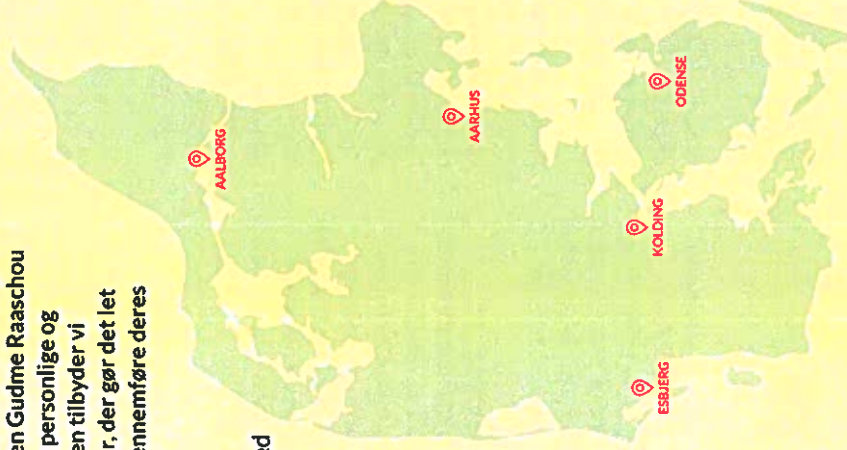 en Gudme Raaschou
personlige og
en tilbyder vi
r, der gør det let
ennemføre deres
ed
AALBORG
AARHUS
ODENSE
KOLDING
ESBJERG